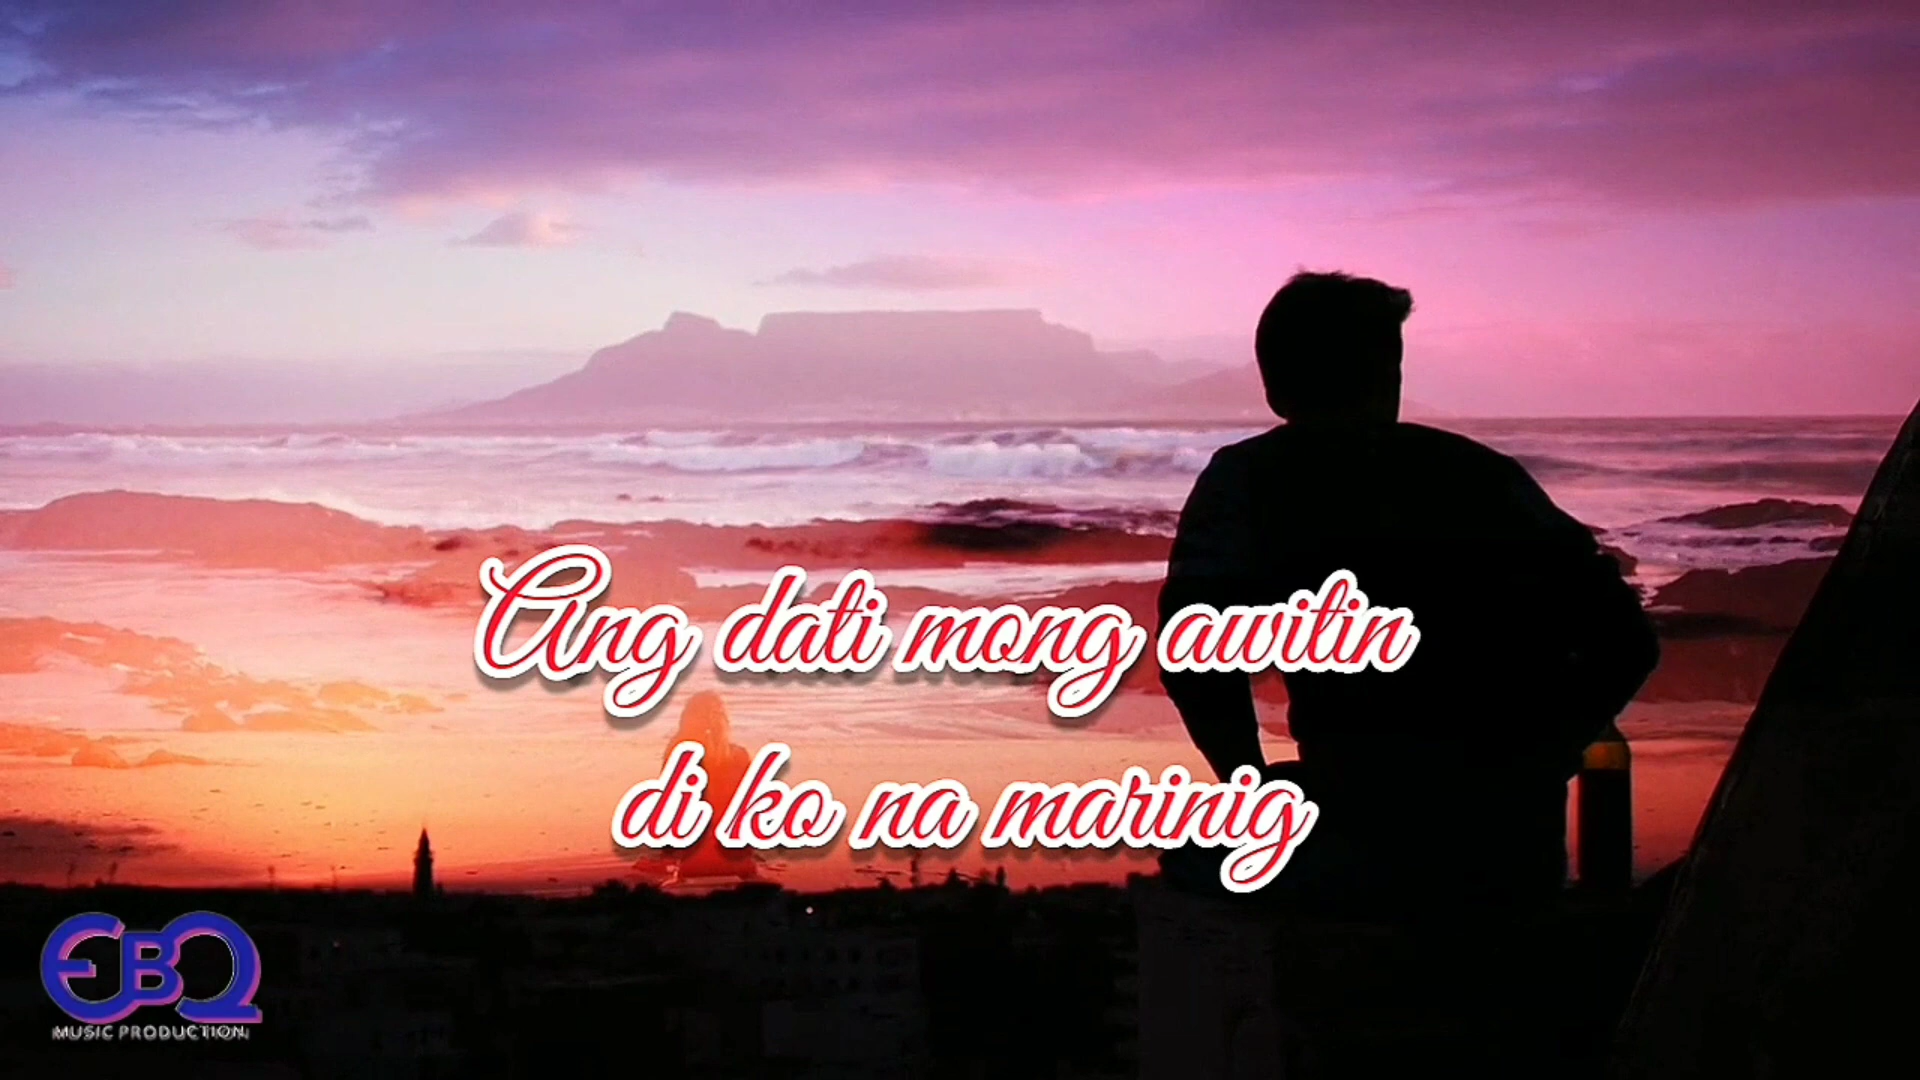 Ang dati mong awitin
di ko na marinig
EBQ
MUSIC PRODUCTION